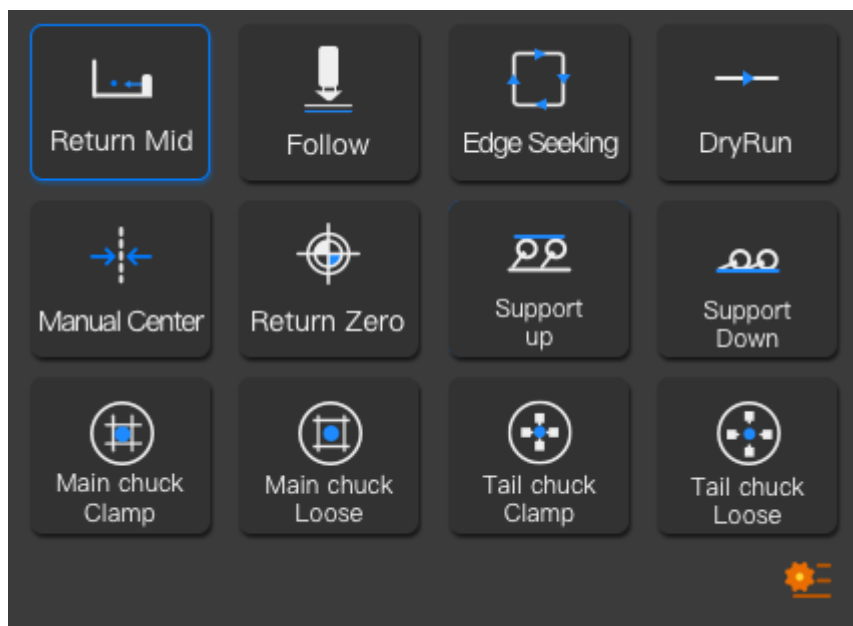 Return Mid
Follow
Edge Seeking
DryRun
Manual Center
Return Zero
Support
up
Support
Down
Main chuck
Clamp
Main chuck
Loose
Tail chuck
Clamp
Tail chuck
Loose